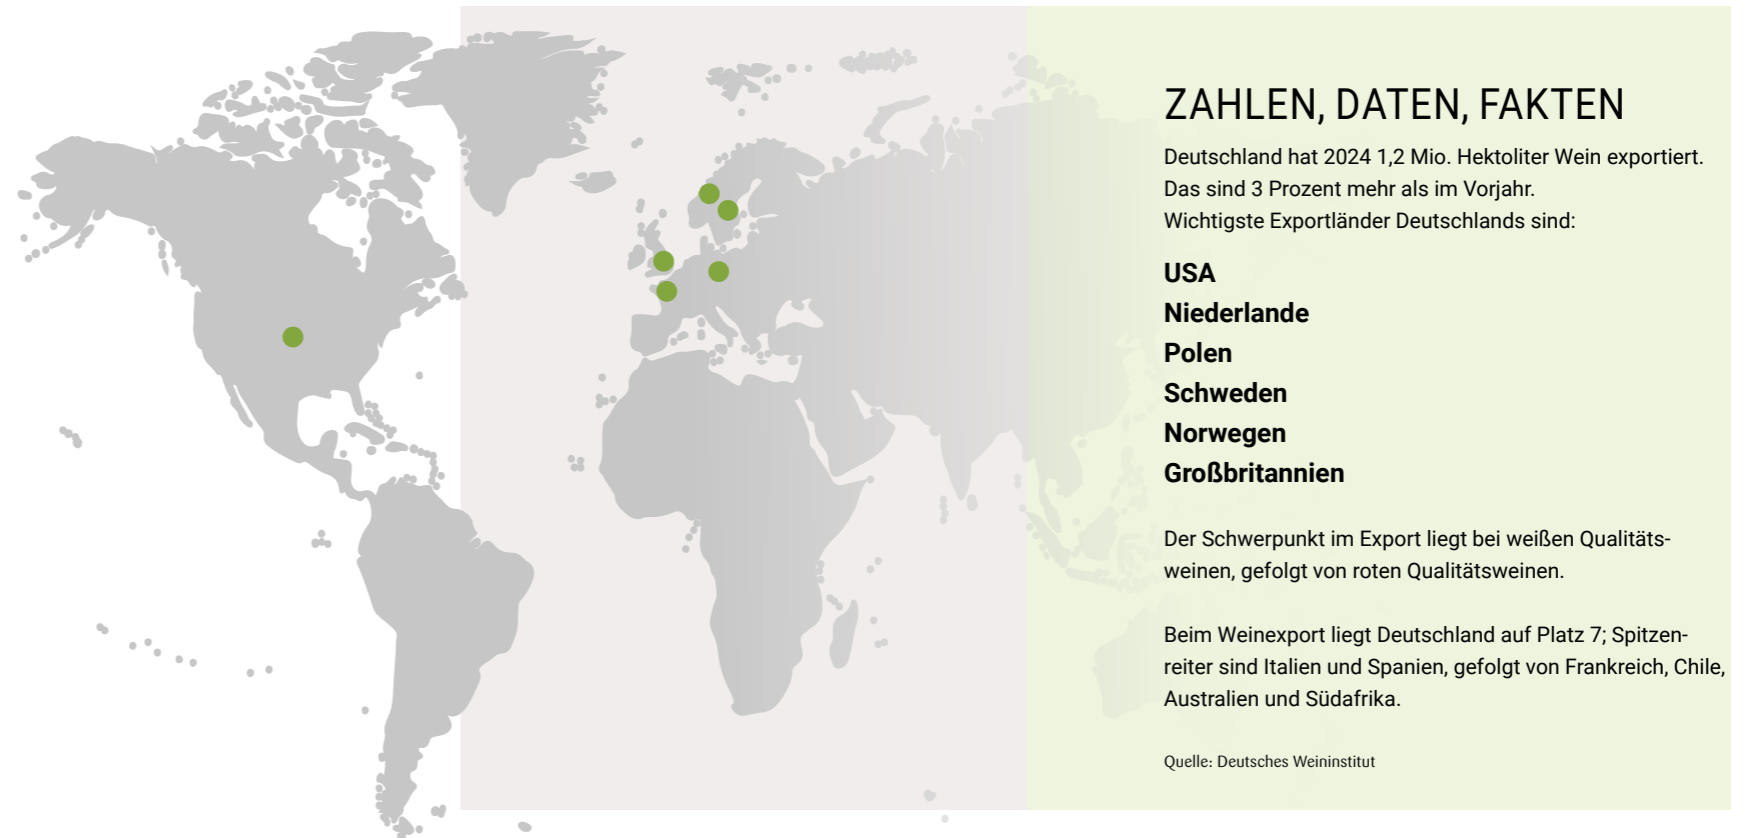 ZAHLEN, DATEN, FAKTEN
Deutschland hat 2024 1,2 Mio. Hektoliter Wein exportiert.
Das sind 3 Prozent mehr als im Vorjahr.
Wichtigste Exportländer Deutschlands sind:
USA
Niederlande
Polen
Schweden
Norwegen
Großbritannien
Der Schwerpunkt im Export liegt bei weißen Qualitäts-
weinen, gefolgt von roten Qualitätsweinen.
Beim Weinexport liegt Deutschland auf Platz 7; Spitzen-
reiter sind Italien und Spanien, gefolgt von Frankreich, Chile,
Australien und Südafrika.
Quelle: Deutsches Weininstitut